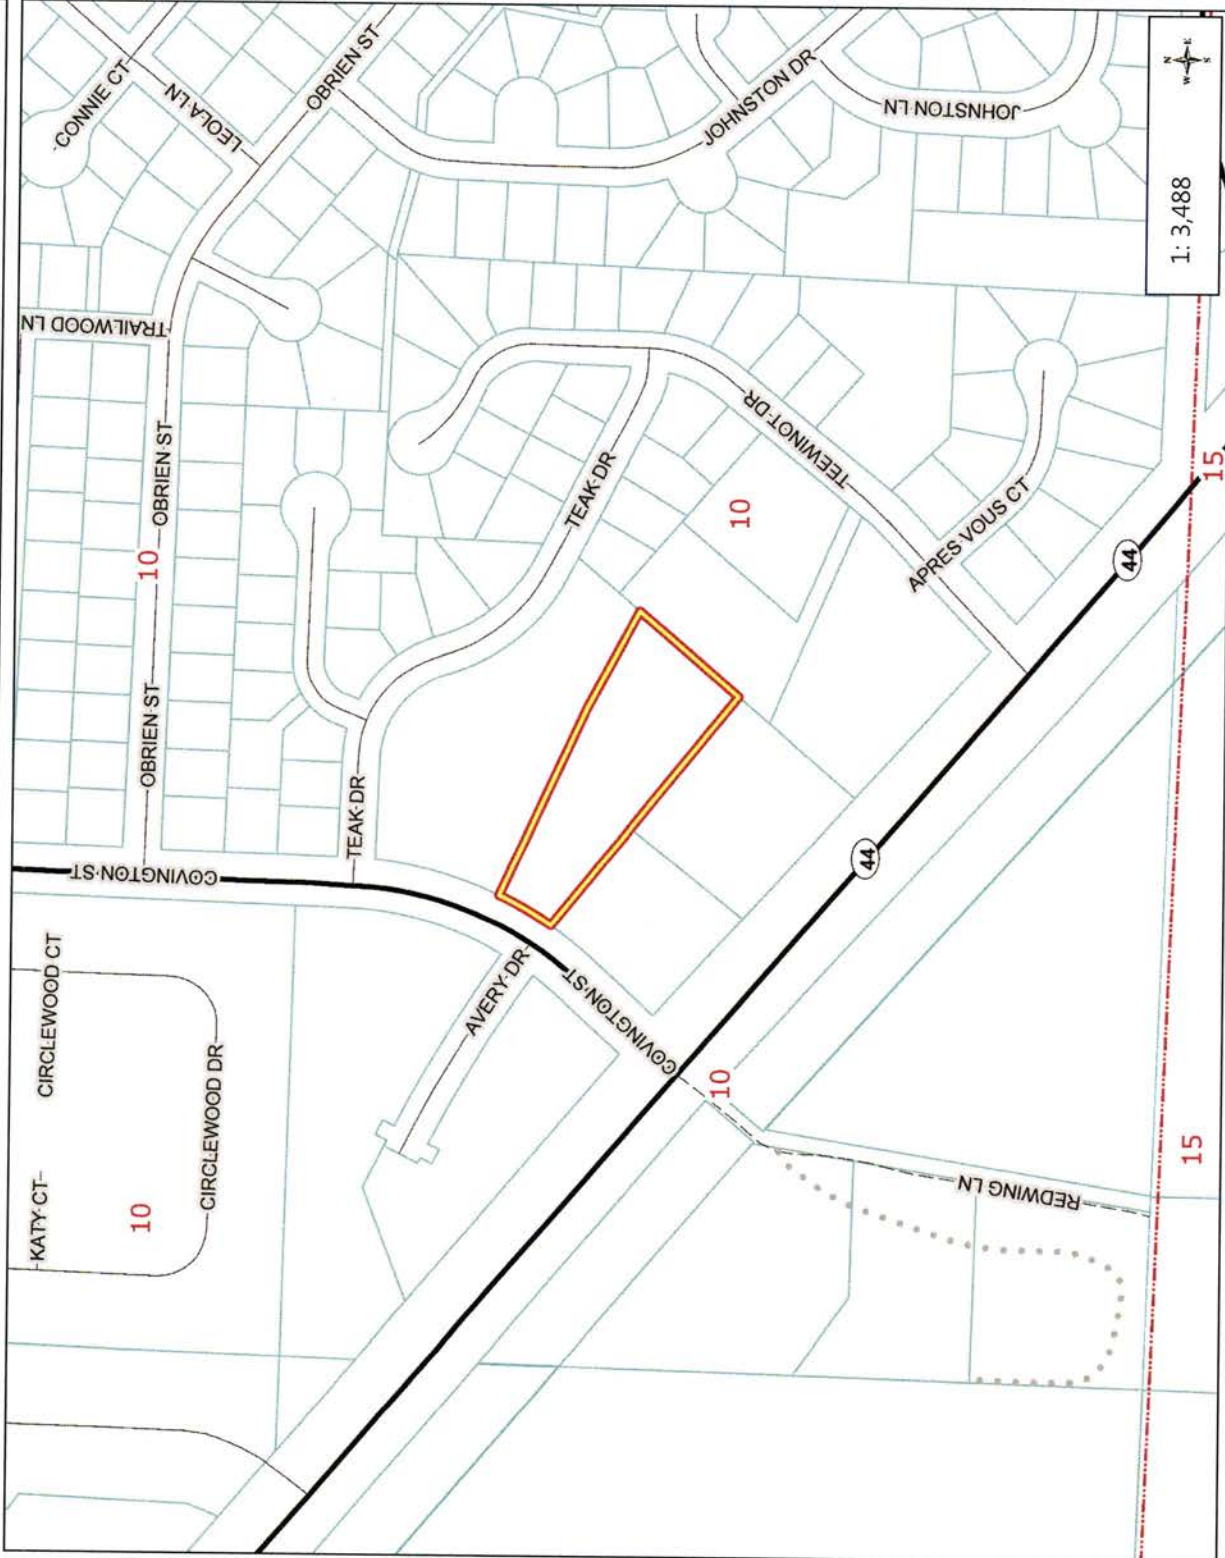 CONNIE CT
LEOLA LN
OBRIEN ST
JOHNSTON DR
JOHNSTON LN
N
W
E
S
1: 3,488
TRAILWOOD LN
OBRIEN ST
10
OBRIEN ST
TEAK DR
TEEWINOT DR
10
APRES VOUS CT
15
44
TEAK DR
COVINGTON ST
44
CIRCLEWOOD CT
AVERY DR
COVINGTON ST
CIRCLEWOOD DR
KATY CT
10
10
REDWING LN
15